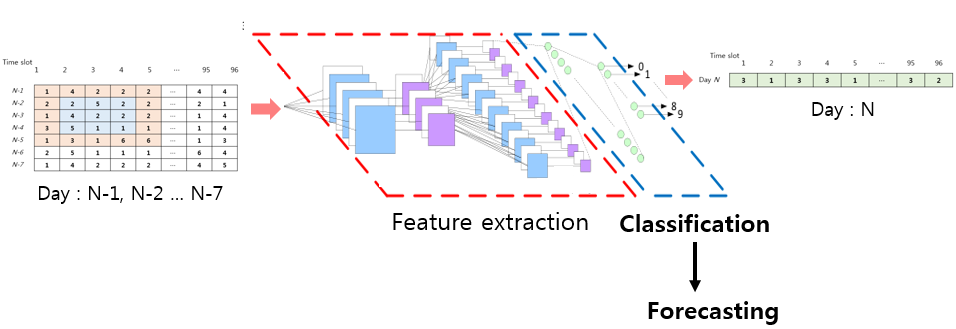 ⋮
Time slot
1 2 3 4 5 ... 95 96
N-1 1 4 2 2 2 ... 4 4
N-2 2 2 5 2 2 ... 2 1
N-3 1 4 2 2 2 ... 1 4
N-4 3 5 1 1 1 ... 1 4
N-5 1 3 1 6 6 ... 1 3
N-6 2 5 1 1 1 ... 6 4
N-7 1 4 2 2 2 ... 4 5
Day : N-1, N-2 ... N-7
0
1
8
9
Feature extraction
Classification
Forecasting
Time slot
1 2 3 4 5 ... 95 96
Day N 3 1 3 3 1 ... 3 2
Day : N